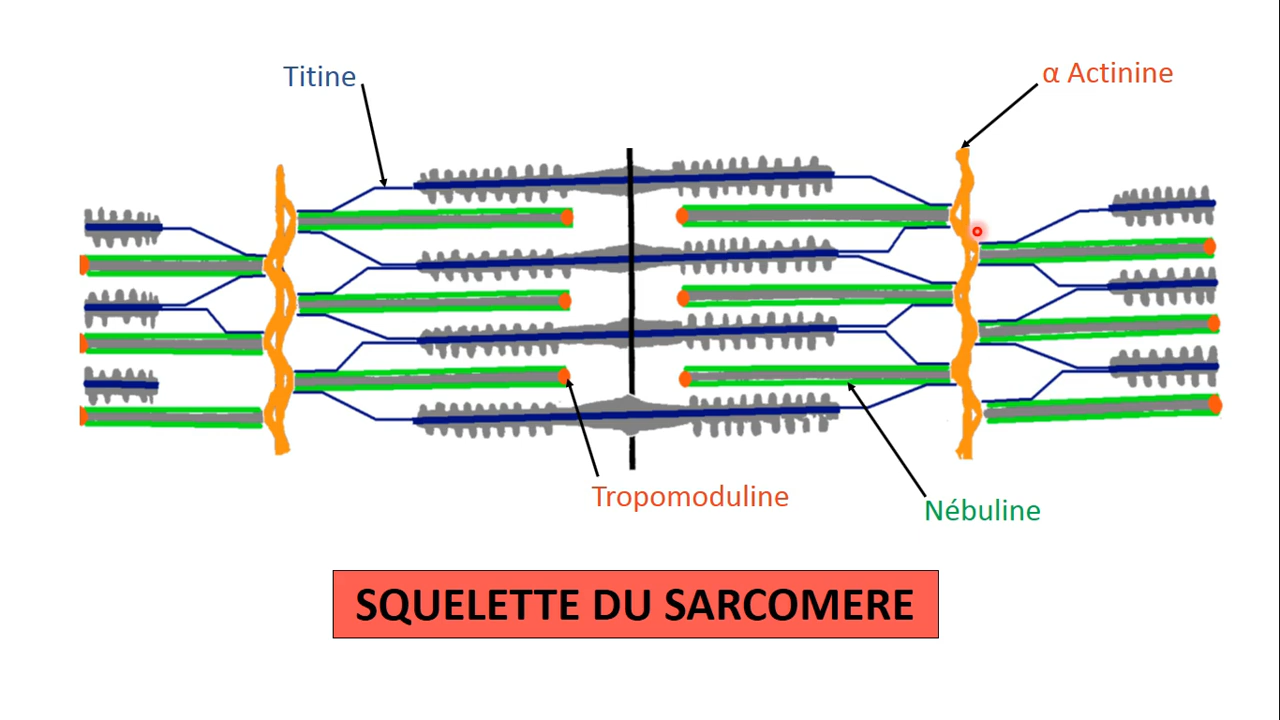 Titine
α Actinine
Tropomoduline
Nébuline
SQUELETTE DU SARCOMERE